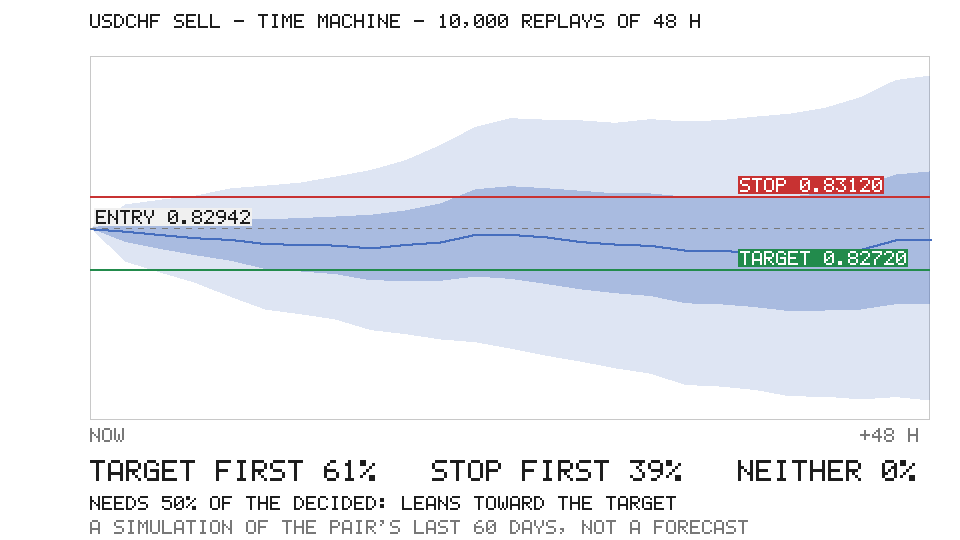 USDCHF SELL - TIME MACHINE - 10,000 REPLAYS OF 48 H
STOP 0.83120
ENTRY 0.82942
TARGET 0.82720
NOW +48 H
TARGET FIRST 61% STOP FIRST 39% NEITHER 0%
NEEDS 50% OF THE DECIDED: LEANS TOWARD THE TARGET
A SIMULATION OF THE PAIR'S LAST 60 DAYS, NOT A FORECAST